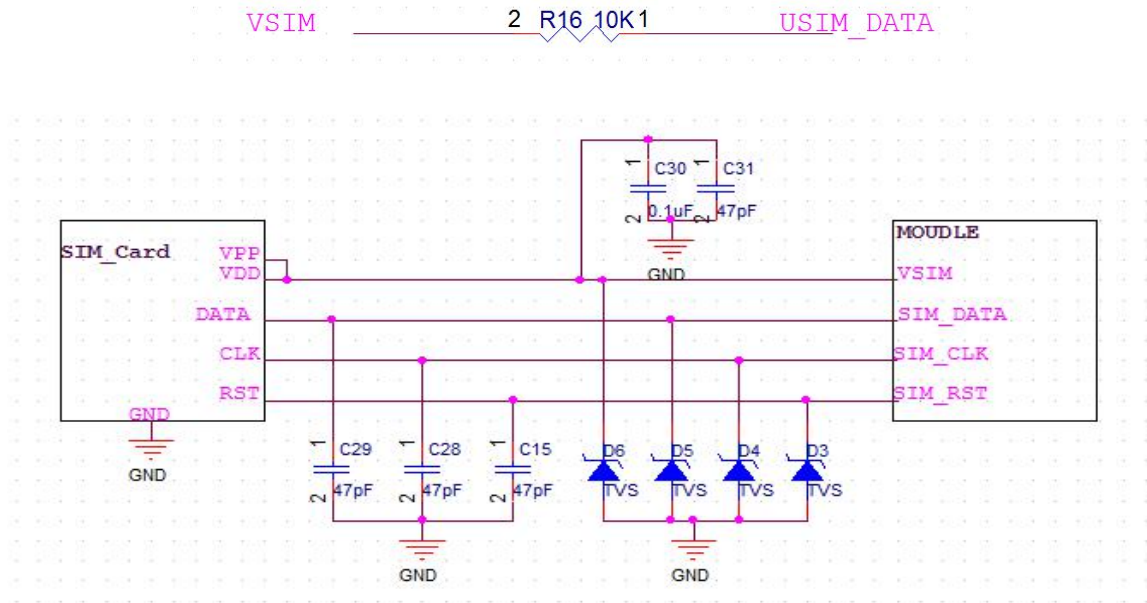 VSIM 2 R16 10K 1 USIM_DATA
1 C30 1 C31
2 0.1uF 2 47pF
GND
SIM_Card
VPP
VDD
DATA
CLK
RST
GND
GND
MOUDLE
VSIM
SIM_DATA
SIM_CLK
SIM_RST
1 C29 1 C28 1 C15
2 47pF 2 47pF 2 47pF
GND
D6 D5 D4 D3
TVS TVS TVS TVS
GND